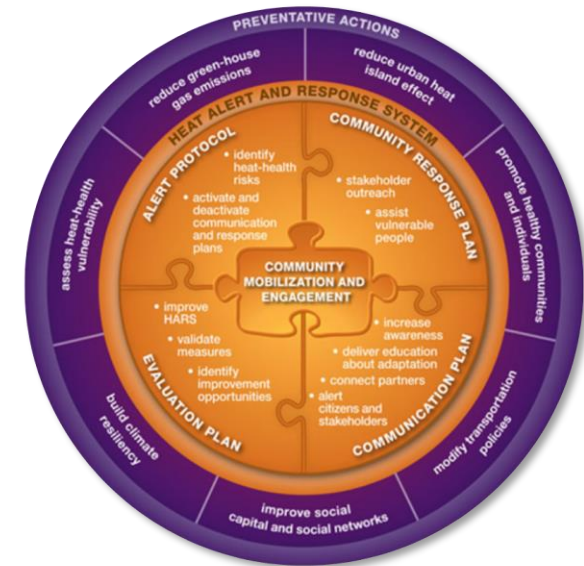 PREVENTATIVE ACTIONS
reduce green-house
gas emissions
reduce urban heat
island effect
promote healthy communities
and individuals
modify transportation
policies
improve social
capital and social networks
build climate
resiliency
assess heat-health
vulnerability
HEAT ALERT AND RESPONSE SYSTEM
ALERT PROTOCOL
• identify
heat-health
risks
• activate and
deactivate
communication
and response
plans
COMMUNITY RESPONSE PLAN
• stakeholder
outreach
• assist
vulnerable
people
COMMUNITY
MOBILIZATION AND
ENGAGEMENT
EVALUATION PLAN
• improve
HARS
• validate
measures
• identify
improvement
opportunities
COMMUNICATION PLAN
• increase
awareness
• deliver education
about adaptation
• connect partners
• alert
citizens and
stakeholders